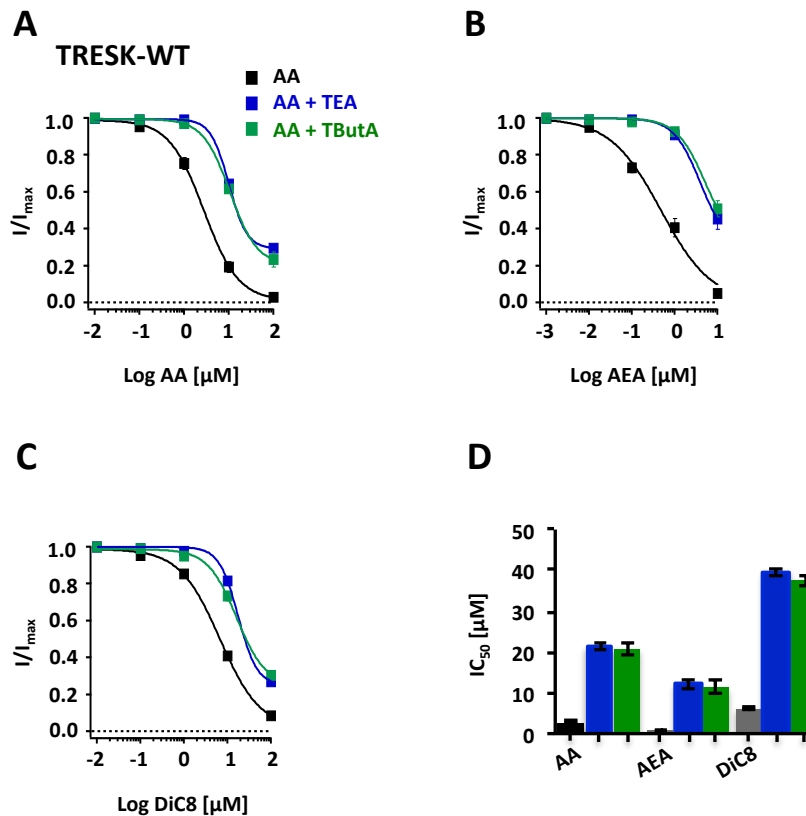 A
TRESK-WT
AA
AA + TEA
AA + TButA
I/Imax
1.0
0.8
0.6
0.4
0.2
0.0
-2 -1 0 1 2
Log AA [µM]
B
I/Imax
1.0
0.8
0.6
0.4
0.2
0.0
-3 -2 -1 0 1
Log AEA [µM]
C
I/Imax
1.0
0.8
0.6
0.4
0.2
0.0
-2 -1 0 1 2
Log DiC8 [µM]
D
IC50 [µM]
50
40
30
20
10
0
AA AEA DiC8